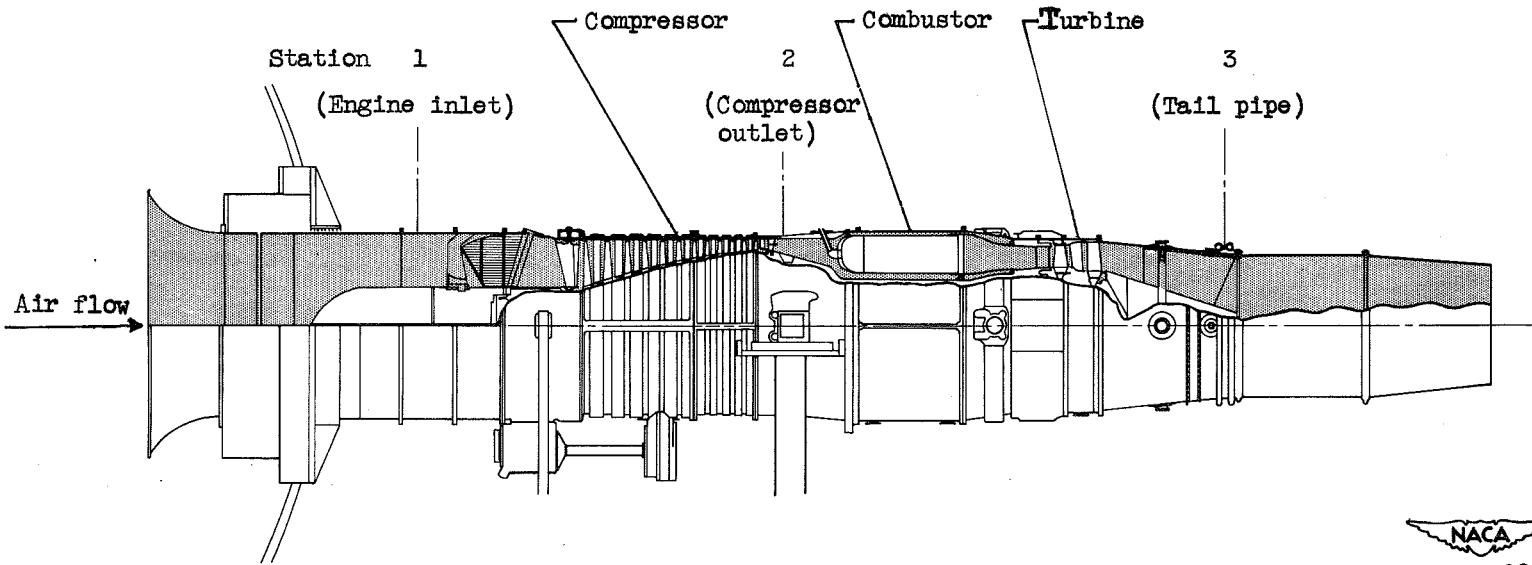 Compressor
Combustor
Turbine
Station 1
2
3
(Engine inlet)
(Compressor
outlet)
(Tail pipe)
Air flow
NACA